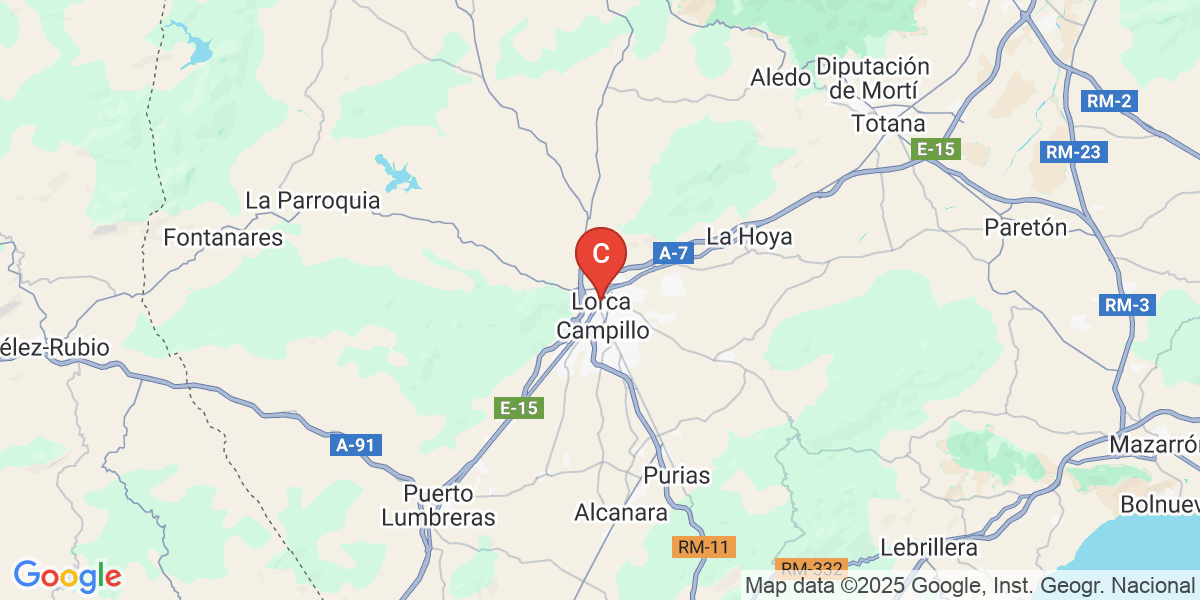 Aledo
Diputación
de Mortí
Totana
RM-2
E-15
RM-23
La Parroquia
Fontanares
La Hoya
Paretón
C
A-7
Lorca
Campillo
RM-3
élez-Rubio
E-15
A-91
Mazarrón
Purias
Puerto
Lumbreras
Alcanara
Bolnuev
RM-11
Lebrillera
RM-332
Google
Map data ©2025 Google, Inst. Geogr. Nacional